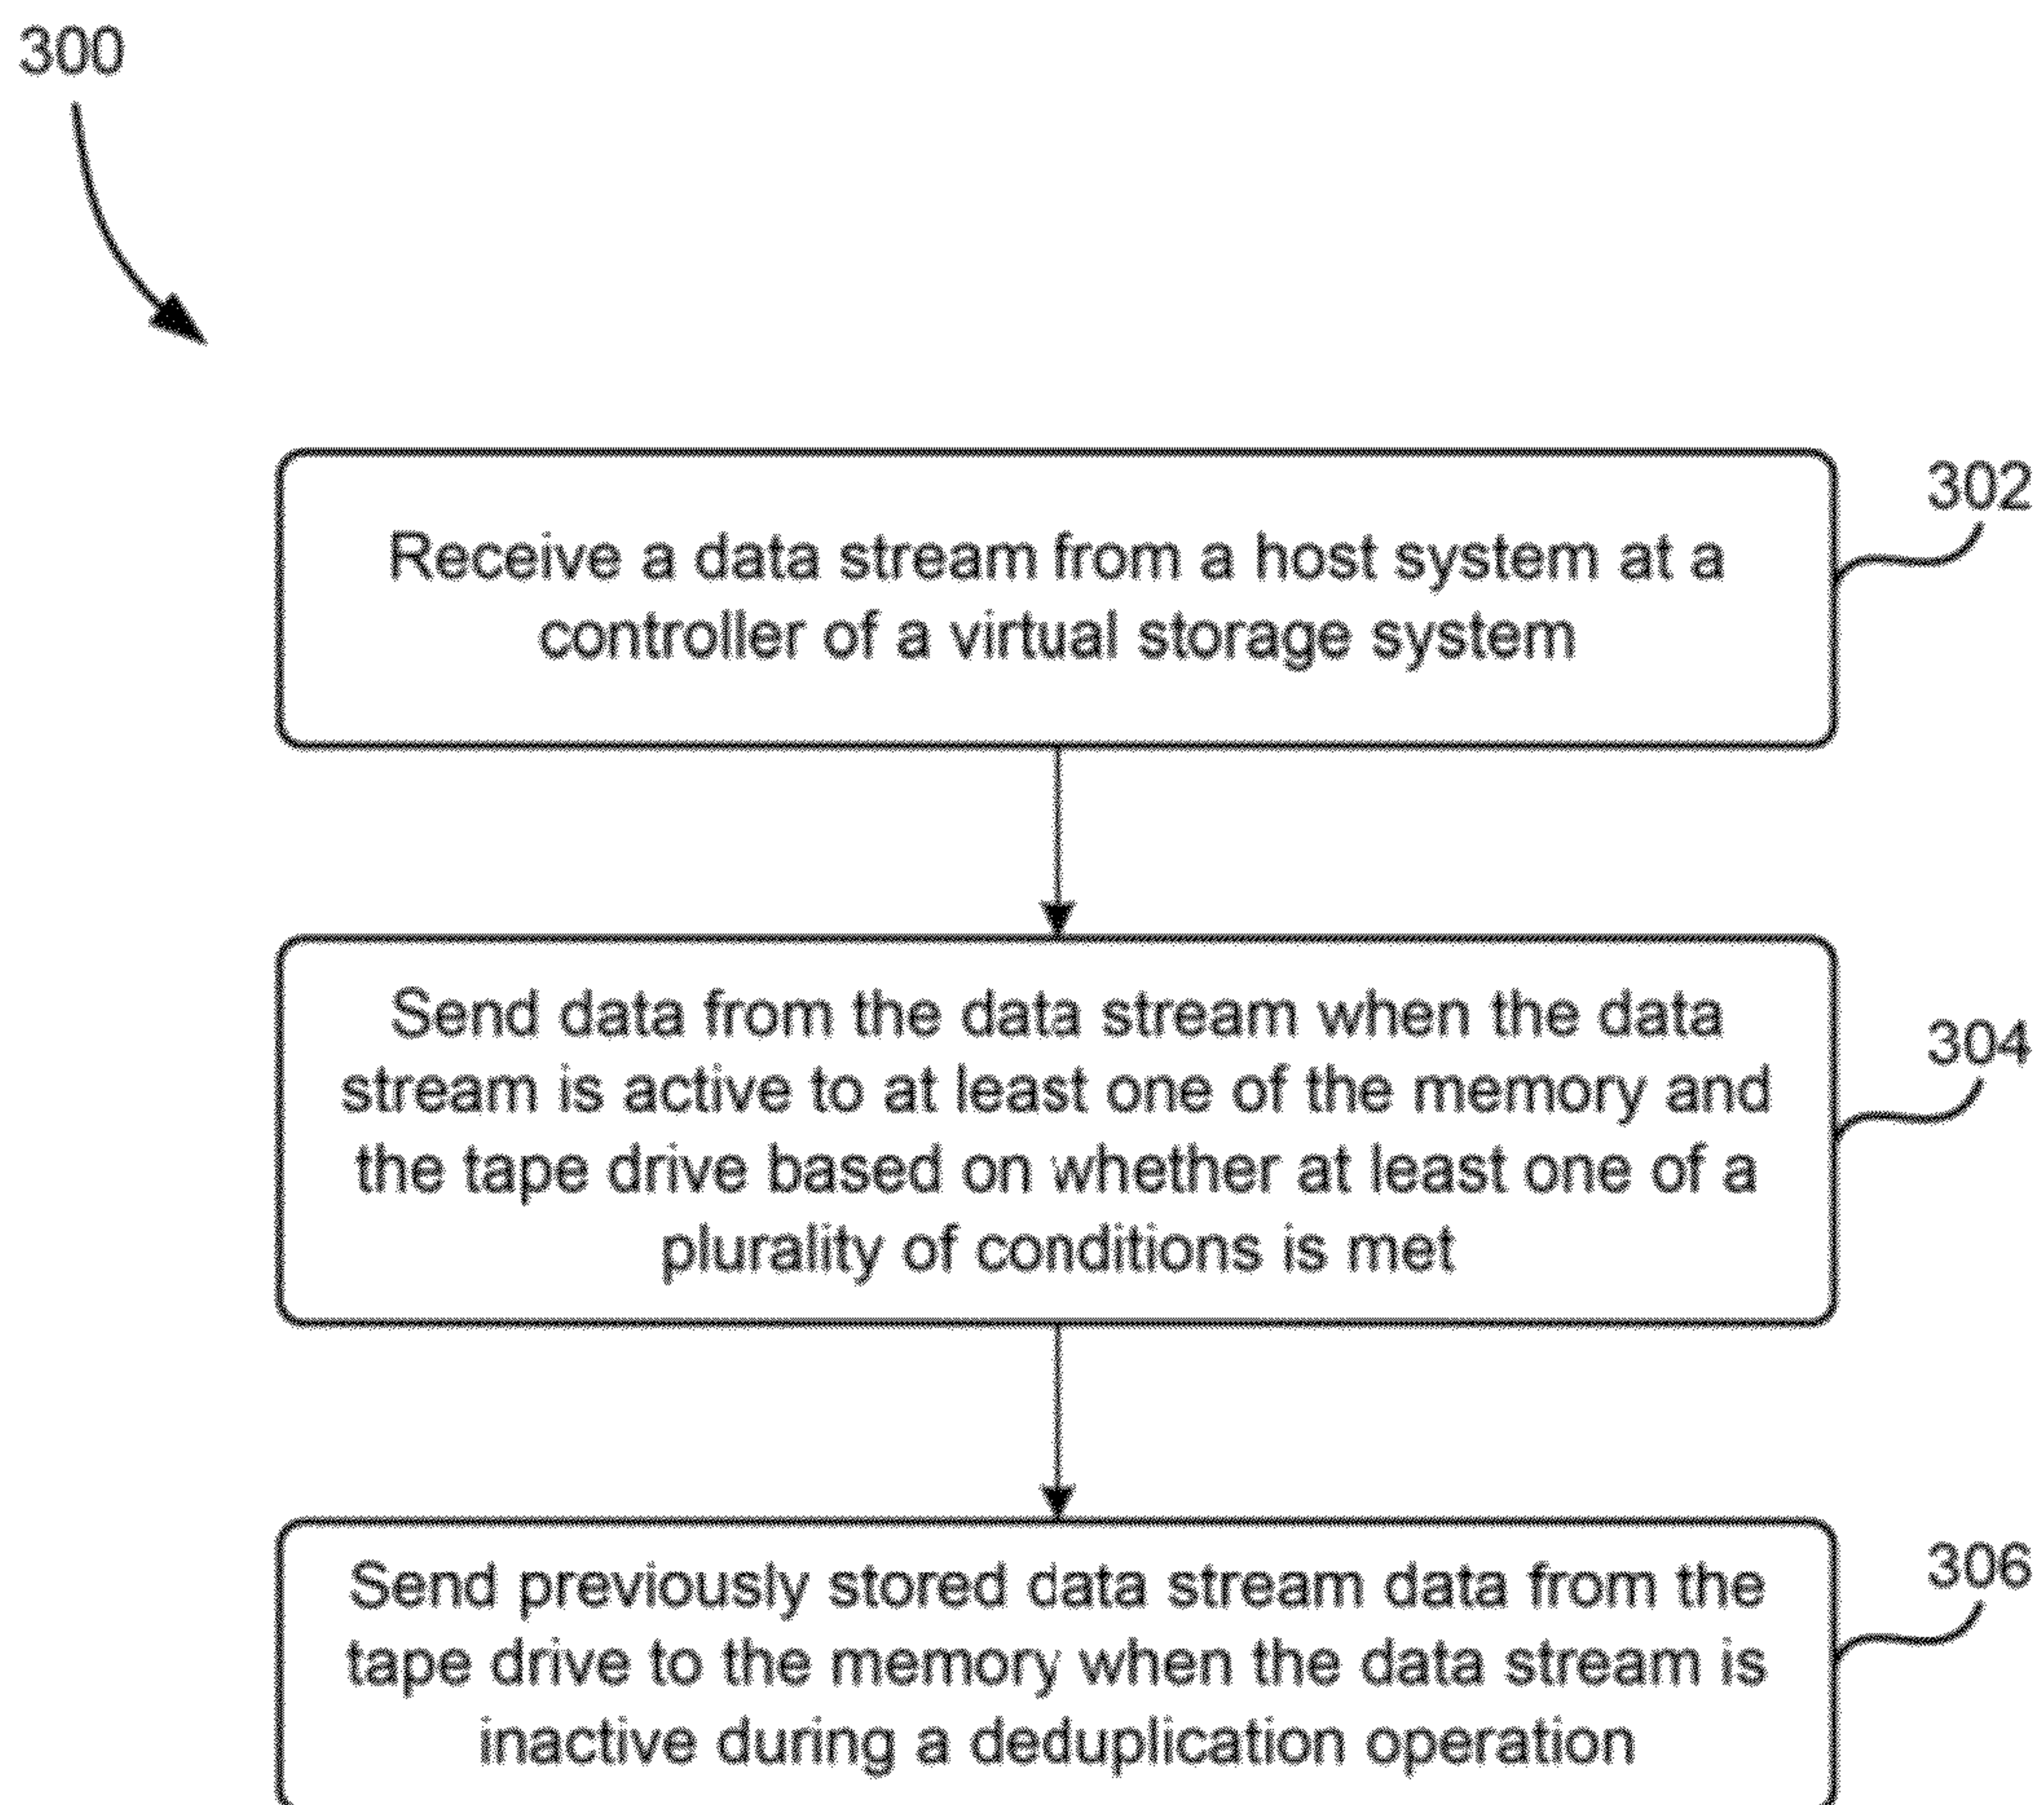 300
302
Receive a data stream from a host system at a
controller of a virtual storage system
304
Send data from the data stream when the data
stream is active to at least one of the memory and
the tape drive based on whether at least one of a
plurality of conditions is met
306
Send previously stored data stream data from the
tape drive to the memory when the data stream is
inactive during a deduplication operation